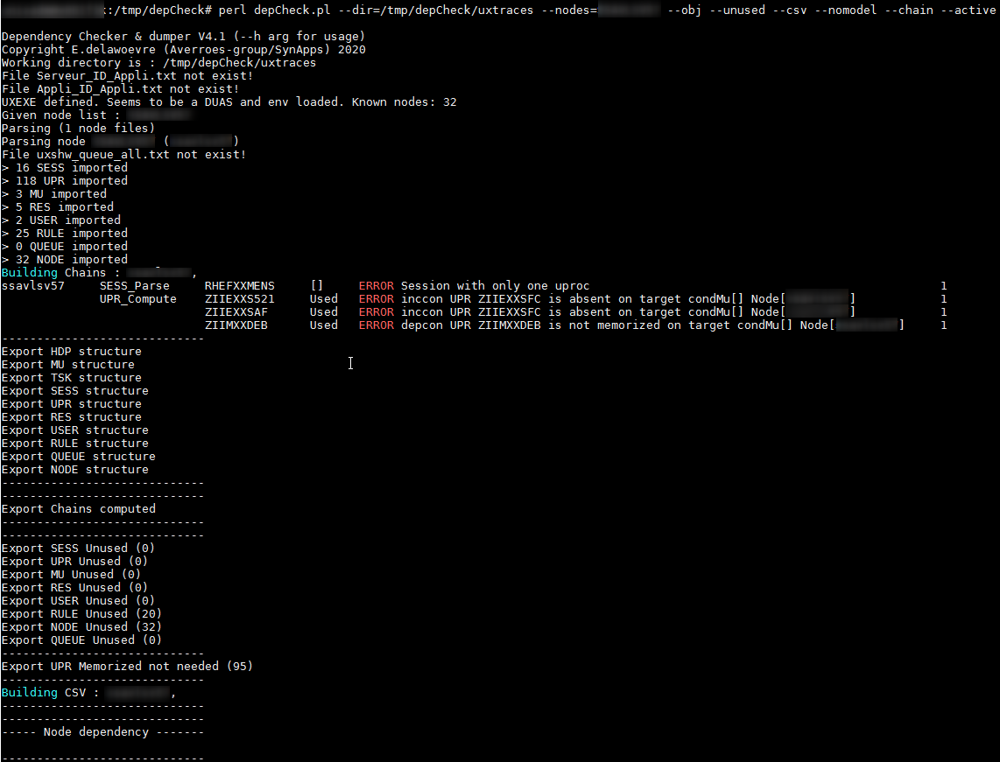 :/tmp/depCheck# perl depCheck.pl --dir=/tmp/depCheck/uxtraces --nodes= --obj --unused --csv --nomodel --chain --active
Dependency Checker & dumper V4.1 (--h arg for usage)
Copyright E.delawoevre (Averroes-group/SynApps) 2020
Working directory is : /tmp/depCheck/uxtraces
File Serveur_ID_Appli.txt not exist!
File Appli_ID_Appli.txt not exist!
UXEXE defined. Seems to be a DUAS and env loaded. Known nodes: 32
Given node list :
Parsing (1 node files)
Parsing node ( )
File uxshw_queue_all.txt not exist!
> 16 SESS imported
> 118 UPR imported
> 3 MU imported
> 5 RES imported
> 2 USER imported
> 25 RULE imported
> 0 QUEUE imported
> 32 NODE imported
Building Chains : ,
ssavlsv57 SESS_Parse RHEFXXMENS [] ERROR Session with only one uproc 1
UPR_Compute ZIIEXXS521 Used ERROR inccon UPR ZIIEXXSFC is absent on target condMu[] Node[ ] 1
ZIIEXXSAF Used ERROR inccon UPR ZIIEXXSFC is absent on target condMu[] Node[ ] 1
ZIIMXXDEB Used ERROR depcon UPR ZIIMXXDEB is not memorized on target condMu[] Node[ ] 1
-----------------------------
Export HDP structure
Export MU structure
Export TSK structure
Export SESS structure
Export UPR structure
Export RES structure
Export USER structure
Export RULE structure
Export QUEUE structure
Export NODE structure
-----------------------------
-----------------------------
Export Chains computed
-----------------------------
-----------------------------
Export SESS Unused (0)
Export UPR Unused (0)
Export MU Unused (0)
Export RES Unused (0)
Export USER Unused (0)
Export RULE Unused (20)
Export NODE Unused (32)
Export QUEUE Unused (0)
-----------------------------
Export UPR Memorized not needed (95)
-----------------------------
Building CSV : ,
-----------------------------
-----------------------------
----- Node dependency -------
-----------------------------